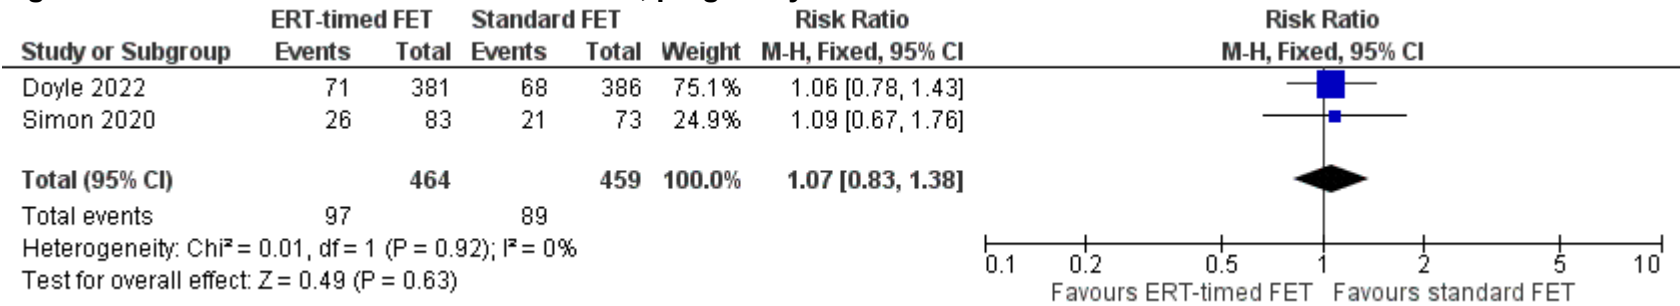 ERT-timed FET Standard FET Risk Ratio Risk Ratio
Study or Subgroup Events Total Events Total Weight M-H, Fixed, 95% CI M-H, Fixed, 95% CI
Doyle 2022 71 381 68 386 75.1% 1.06 [0.78, 1.43]
Simon 2020 26 83 21 73 24.9% 1.09 [0.67, 1.76]
Total (95% CI) 464 459 100.0% 1.07 [0.83, 1.38]
Total events 97 89
Heterogeneity: Chi² = 0.01, df = 1 (P = 0.92); I² = 0%
Test for overall effect: Z = 0.49 (P = 0.63)
0.1 0.2 0.5 1 2 5 10
Favours ERT-timed FET Favours standard FET